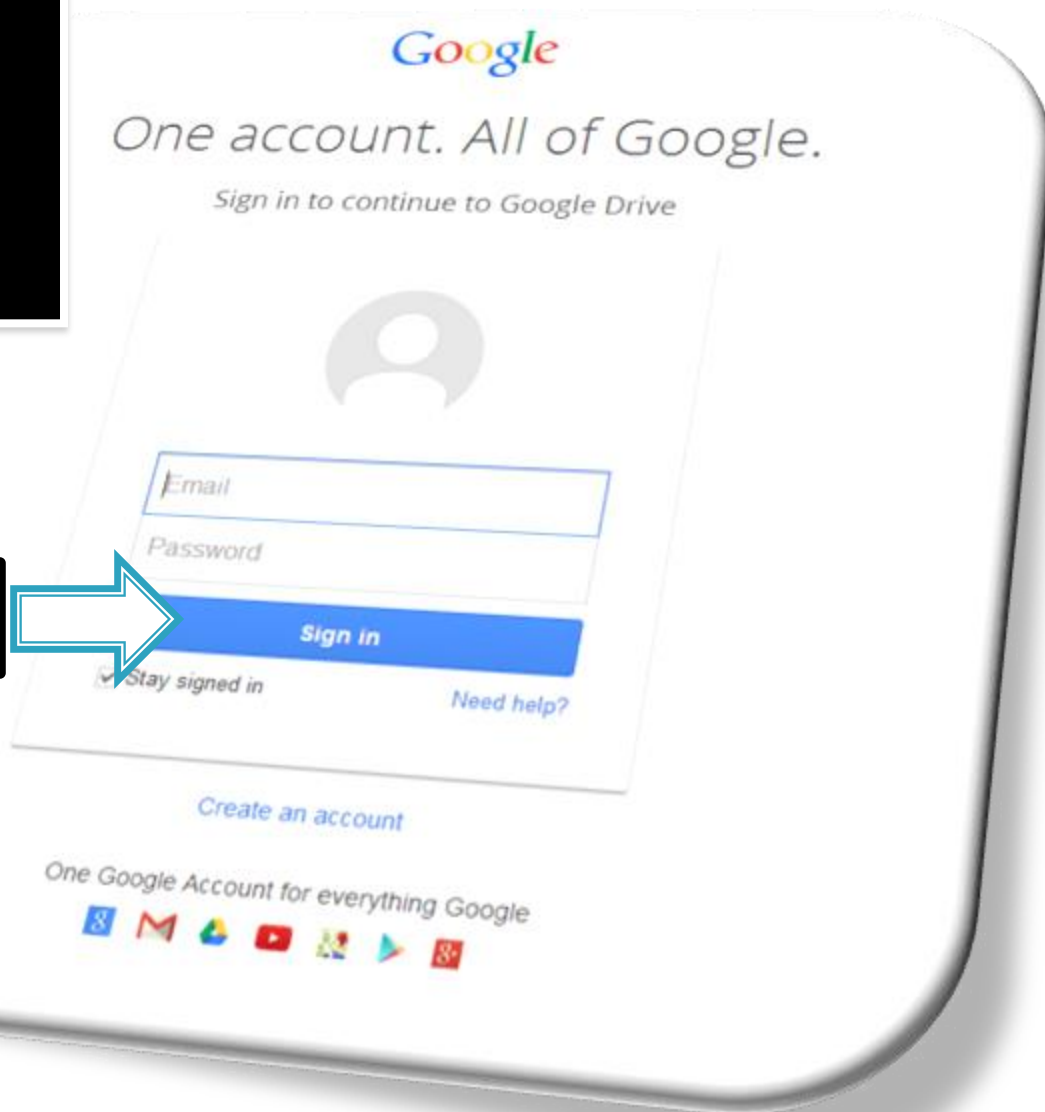 Google
One account. All of Google.
Sign in to continue to Google Drive
Email
Password
Sign in
Stay signed in
Need help?
Create an account
One Google Account for everything Google